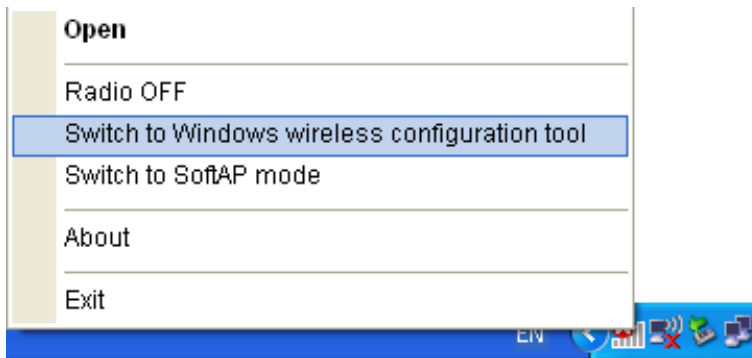 Open
Radio OFF
Switch to Windows wireless configuration tool
Switch to SoftAP mode
About
Exit
EN